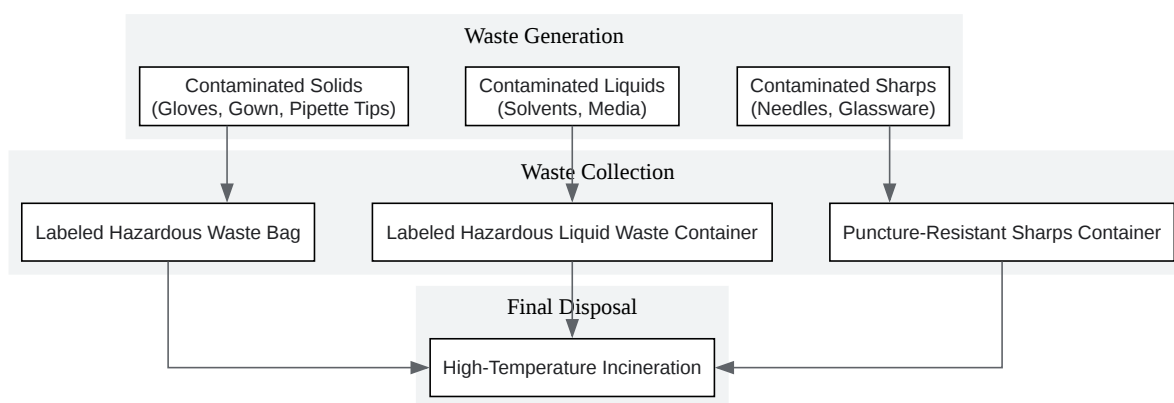 Waste Generation
Contaminated Solids
(Gloves, Gown, Pipette Tips)
Contaminated Liquids
(Solvents, Media)
Contaminated Sharps
(Needles, Glassware)
Waste Collection
Labeled Hazardous Waste Bag
Labeled Hazardous Liquid Waste Container
Puncture-Resistant Sharps Container
Final Disposal
High-Temperature Incineration